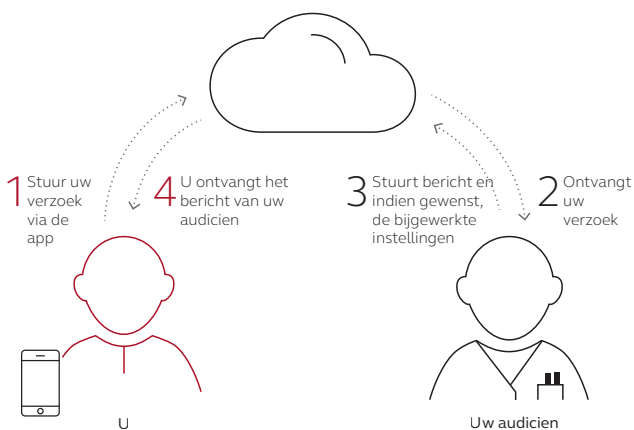 1 Stuur uw
verzoek
via de
app
4 U ontvangt het
bericht van uw
audicien
3 Stuurt bericht en
indien gewenst,
de bijgewerkte
instellingen
2 Ontvangt
uw
verzoek
U
Uw audicien